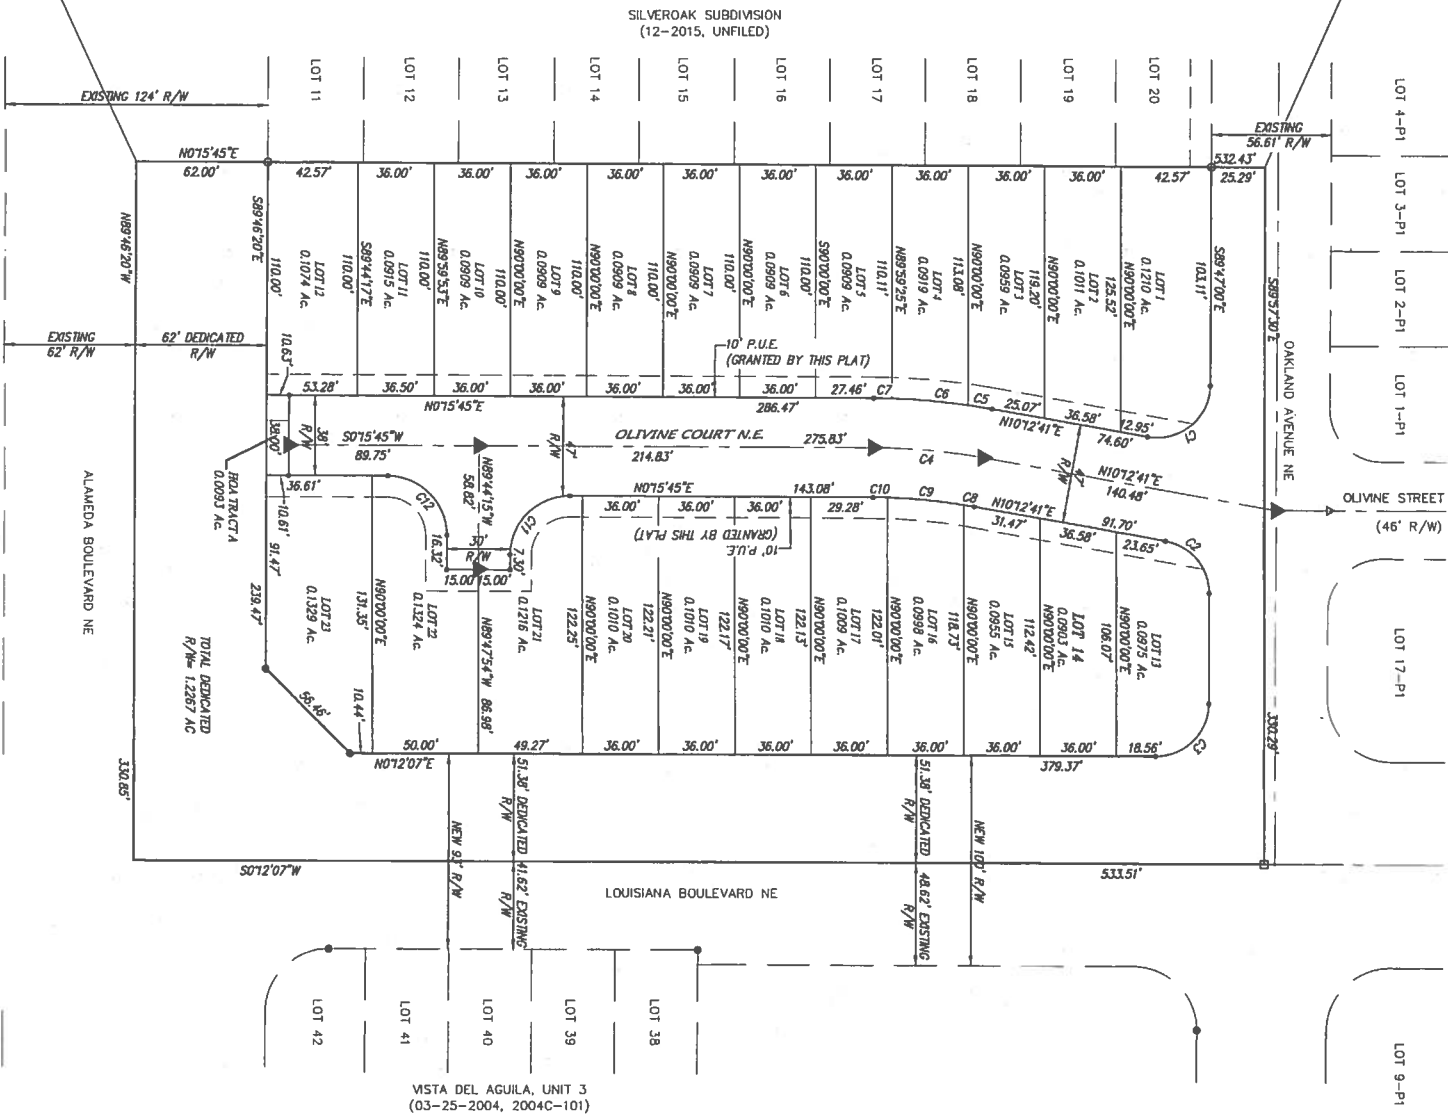 SILVEROAK SUBDIVISION
(12-2015, UNFILED)
LOT 11
LOT 12
LOT 13
LOT 14
LOT 15
LOT 16
LOT 17
LOT 18
LOT 19
LOT 20
LOT 4-P1
LOT 3-P1
LOT 2-P1
LOT 1-P1
LOT 17-P1
LOT 9-P1
EXISTING 124' R/W
EXISTING
56.61' R/W
N0°15'45"E
62.00'
42.57'
36.00'
36.00'
36.00'
36.00'
36.00'
36.00'
36.00'
36.00'
36.00'
42.57'
532.43'
25.29'
N89°46'20"W
S89°46'20"E
110.00'
LOT 12
0.1074 Ac.
110.00'
S89°44'17"E
LOT 11
0.0915 Ac.
110.00'
N89°59'53"E
LOT 10
0.0909 Ac.
110.00'
N90°00'00"E
LOT 9
0.0909 Ac.
110.00'
N90°00'00"E
LOT 8
0.0909 Ac.
110.00'
N90°00'00"E
LOT 7
0.0909 Ac.
110.00'
N90°00'00"E
LOT 6
0.0909 Ac.
110.00'
S90°00'00"E
LOT 5
0.0909 Ac.
110.11'
N89°59'25"E
LOT 4
0.0919 Ac.
113.08'
N90°00'00"E
LOT 3
0.0959 Ac.
119.20'
N90°00'00"E
LOT 2
0.1011 Ac.
125.52'
N90°00'00"E
LOT 1
0.1210 Ac.
S89°47'00"E
103.11'
S89°57'30"E
330.29'
OAKLAND AVENUE NE
EXISTING
62' R/W
62' DEDICATED
R/W
10.63'
10' P.U.E.
(GRANTED BY THIS PLAT)
53.28'
36.50'
36.00'
36.00'
36.00'
36.00'
36.00'
27.46'
C7
C6
C5
25.07'
36.58'
12.95'
C1
N0°15'45"E
286.47'
N10°12'41"E
74.60'
38.00'
38'
R/W
S0°15'45"W
89.75'
47'
R/W
OLIVINE COURT N.E.
275.83'
214.83'
C4
47'
R/W
N10°12'41"E
140.48'
OLIVINE STREET
(46' R/W)
HOA TRACT A
0.0093 Ac.
36.61'
10.61'
C12
N89°44'15"W
58.82'
C11
N0°15'45"E
143.08'
C10
C9
C8
N10°12'41"E
91.70'
C2
36.00'
36.00'
36.00'
29.28'
31.47'
36.58'
23.65'
10' P.U.E.
(GRANTED BY THIS PLAT)
16.32'
30'
R/W
7.30'
15.00'
15.00'
91.47'
239.47'
LOT 23
0.1329 Ac.
131.35'
N90°00'00"E
LOT 22
0.1324 Ac.
N89°47'54"W 86.98'
LOT 21
0.1216 Ac.
122.25'
N90°00'00"E
LOT 20
0.1010 Ac.
122.21'
N90°00'00"E
LOT 19
0.1010 Ac.
122.17'
N90°00'00"E
LOT 18
0.1010 Ac.
122.13'
N90°00'00"E
LOT 17
0.1009 Ac.
122.01'
N90°00'00"E
LOT 16
0.0998 Ac.
118.73'
N90°00'00"E
LOT 15
0.0955 Ac.
112.42'
N90°00'00"E
LOT 14
0.0903 Ac.
106.07'
N90°00'00"E
LOT 13
0.0975 Ac.
ALAMEDA BOULEVARD NE
TOTAL DEDICATED
R/W= 1.2267 AC
56.46'
10.44'
50.00'
49.27'
36.00'
36.00'
36.00'
36.00'
36.00'
36.00'
36.00'
18.56'
C3
N0°12'07"E
379.37'
330.85'
NEW 93' R/W
51.38' DEDICATED
R/W
41.62' EXISTING
R/W
51.38' DEDICATED
R/W
48.62' EXISTING
R/W
NEW 100' R/W
S0°12'07"W
533.51'
LOUISIANA BOULEVARD NE
LOT 42
LOT 41
LOT 40
LOT 39
LOT 38
VISTA DEL AGUILA, UNIT 3
(03-25-2004, 2004C-101)